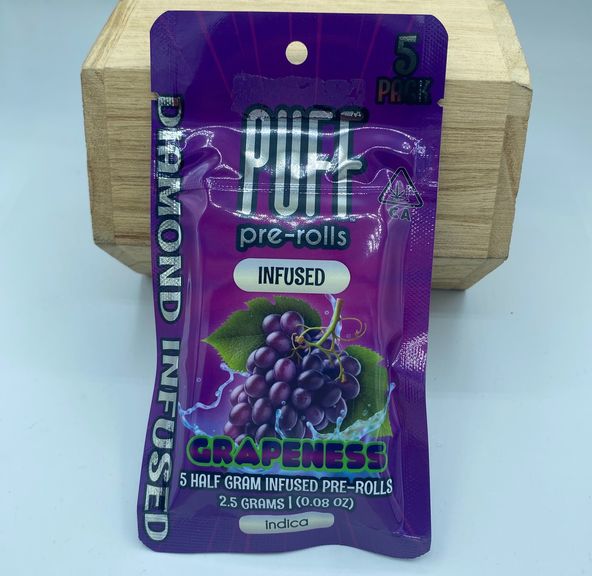 5
PACK
PUFF
pre-rolls
CA
INFUSED
DIAMOND INFUSED
GRAPENESS
5 HALF GRAM INFUSED PRE-ROLLS
2.5 GRAMS | (0.08 OZ)
Indica